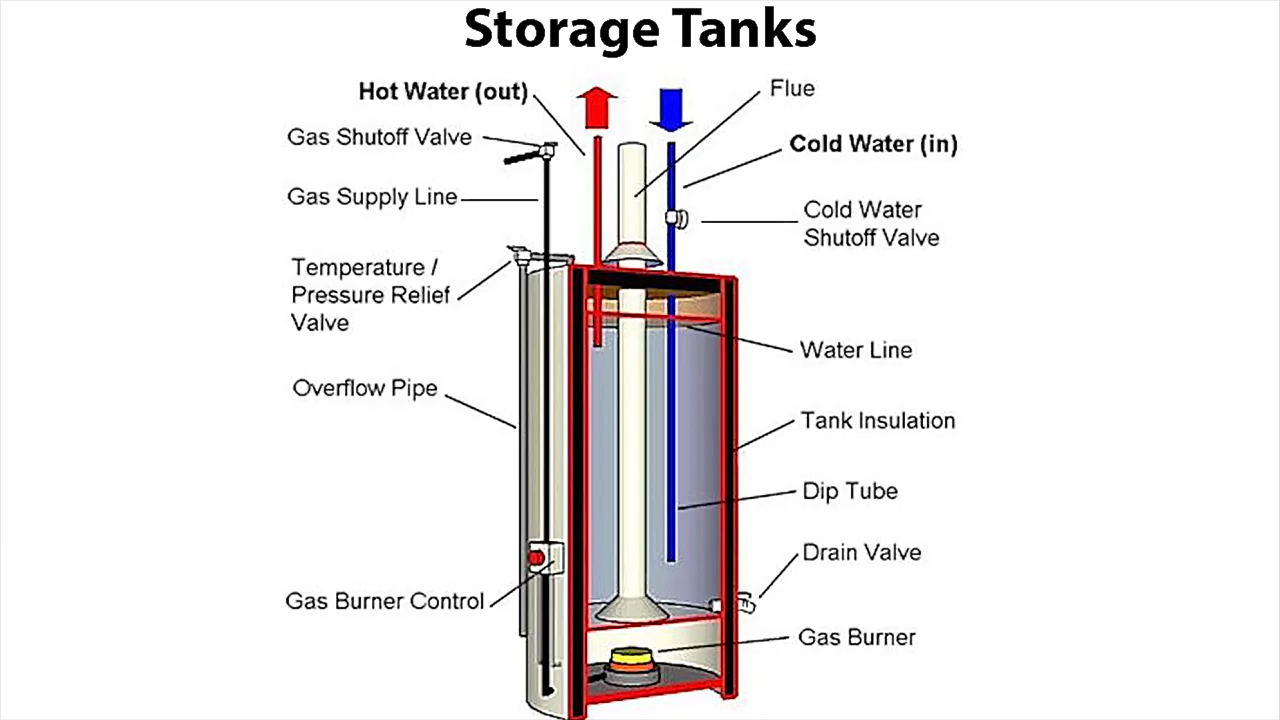 Storage Tanks
Hot Water (out)
Flue
Gas Shutoff Valve
Cold Water (in)
Gas Supply Line
Cold Water
Shutoff Valve
Temperature /
Pressure Relief
Valve
Water Line
Overflow Pipe
Tank Insulation
Dip Tube
Drain Valve
Gas Burner Control
Gas Burner